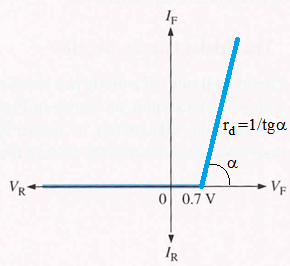 I_F
r_d=1/tgα
α
V_R
V_F
0 0.7 V
I_R